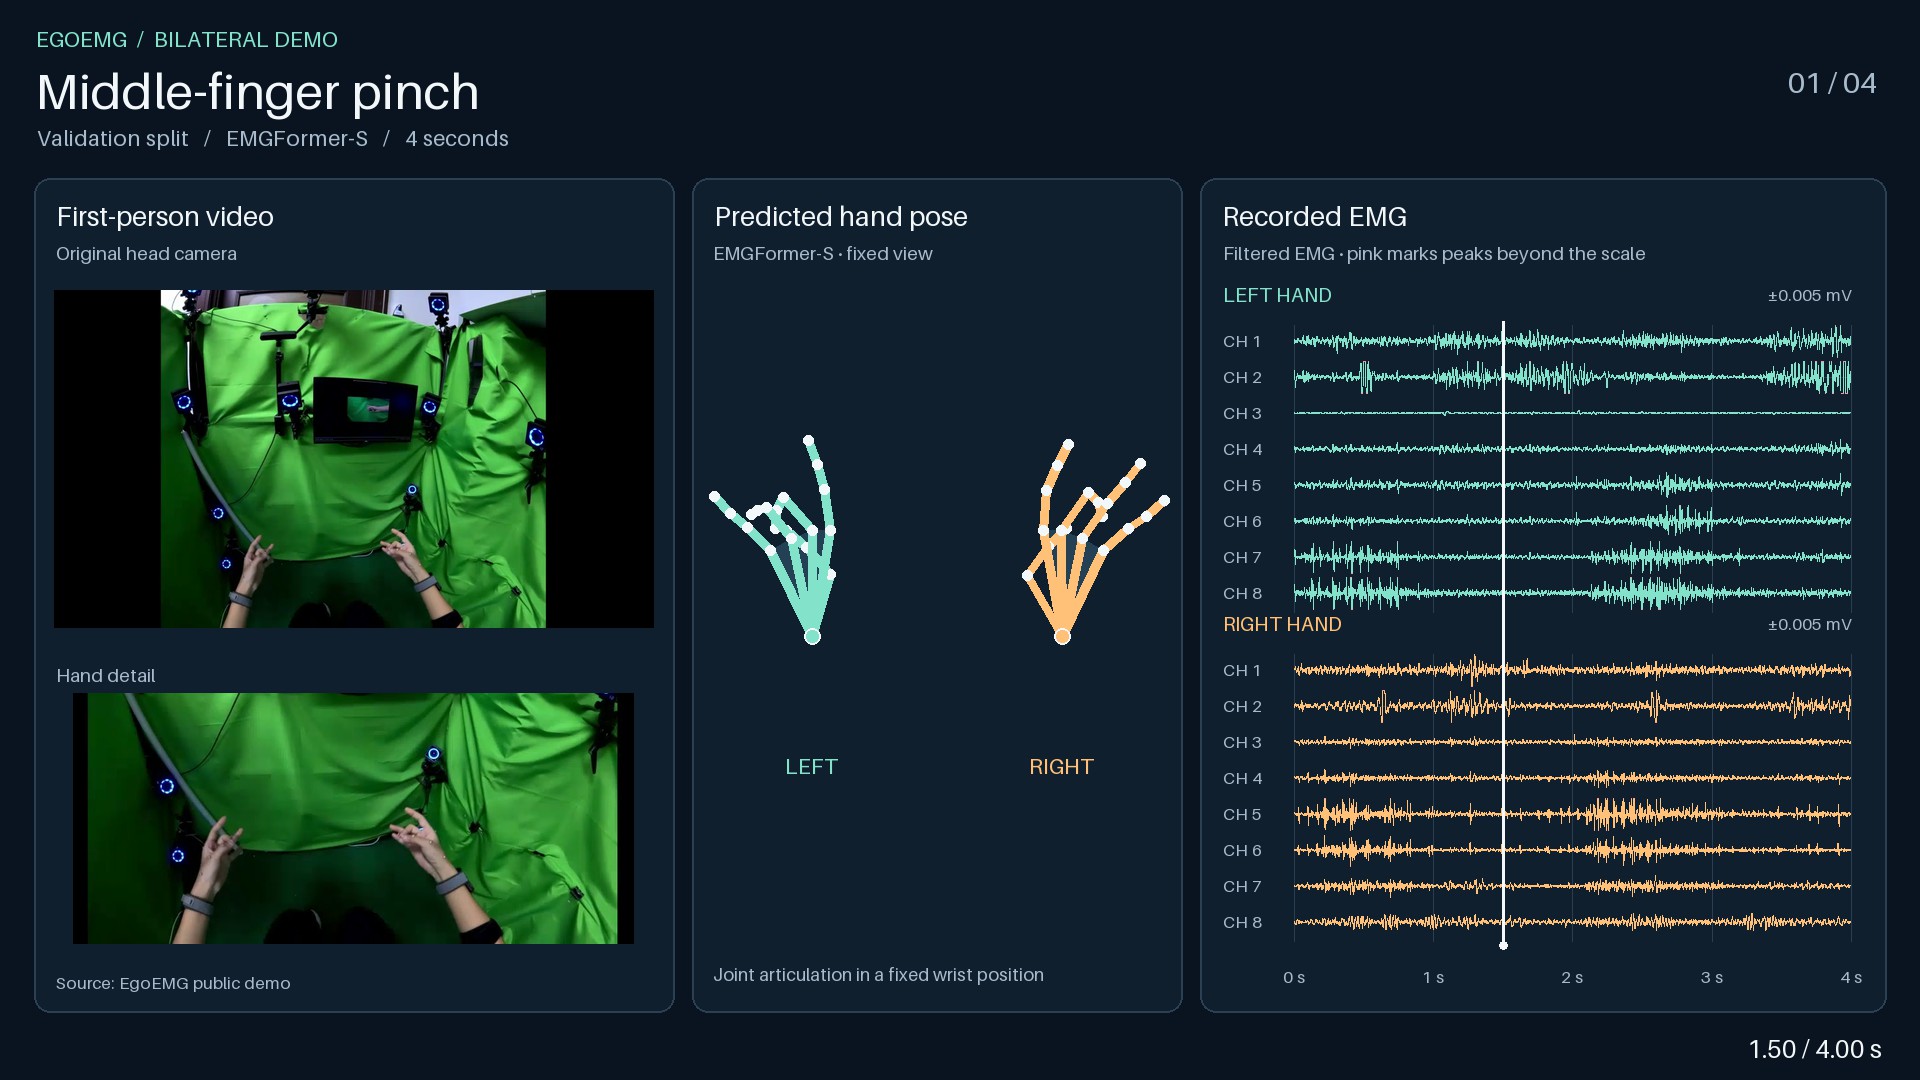 EGOEMG / BILATERAL DEMO
Middle-finger pinch
01 / 04
Validation split / EMGFormer-S / 4 seconds
First-person video
Original head camera
Hand detail
Source: EgoEMG public demo
Predicted hand pose
EMGFormer-S · fixed view
LEFT
RIGHT
Joint articulation in a fixed wrist position
Recorded EMG
Filtered EMG · pink marks peaks beyond the scale
LEFT HAND
±0.005 mV
CH 1
CH 2
CH 3
CH 4
CH 5
CH 6
CH 7
CH 8
RIGHT HAND
±0.005 mV
CH 1
CH 2
CH 3
CH 4
CH 5
CH 6
CH 7
CH 8
0 s
1 s
2 s
3 s
4 s
1.50 / 4.00 s